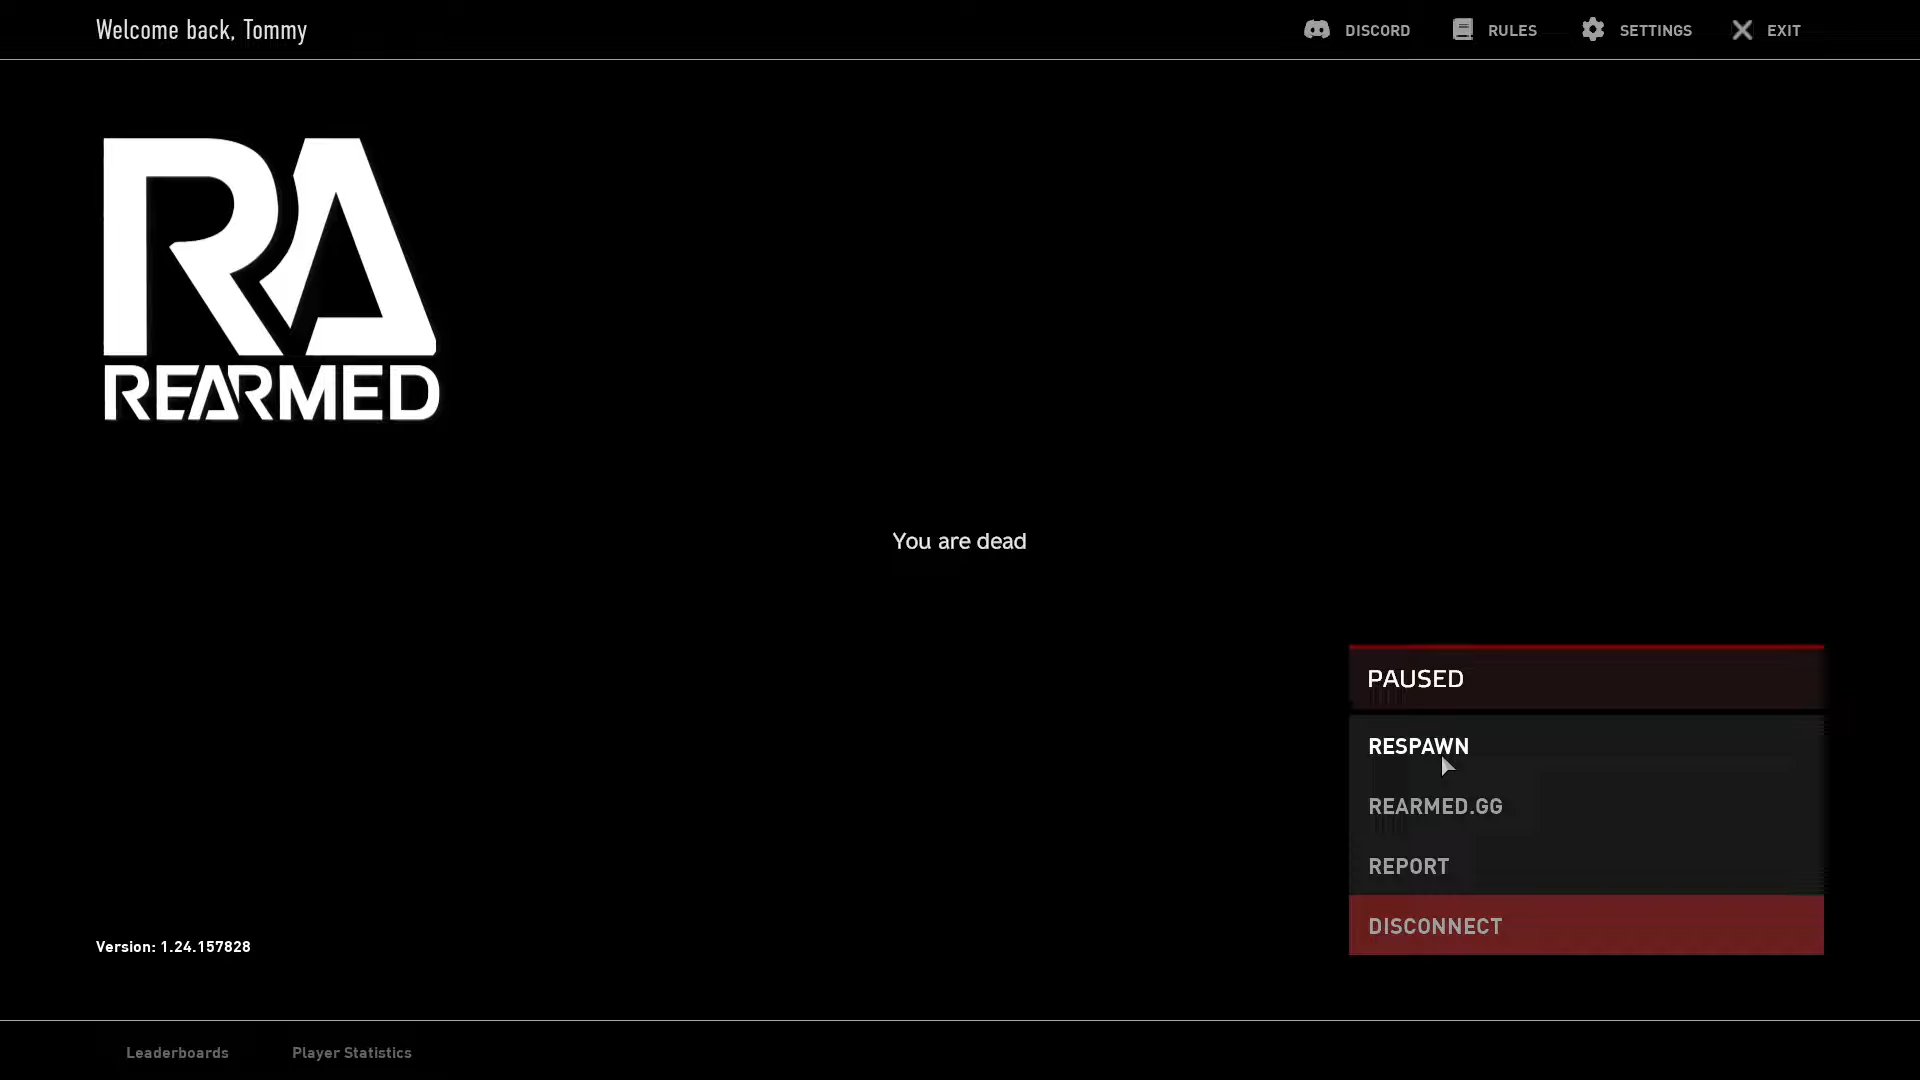 Welcome back, Tommy
DISCORD
RULES
SETTINGS
EXIT
RA
REARMED
You are dead
PAUSED
RESPAWN
REARMED.GG
REPORT
DISCONNECT
Version: 1.24.157828
Leaderboards
Player Statistics